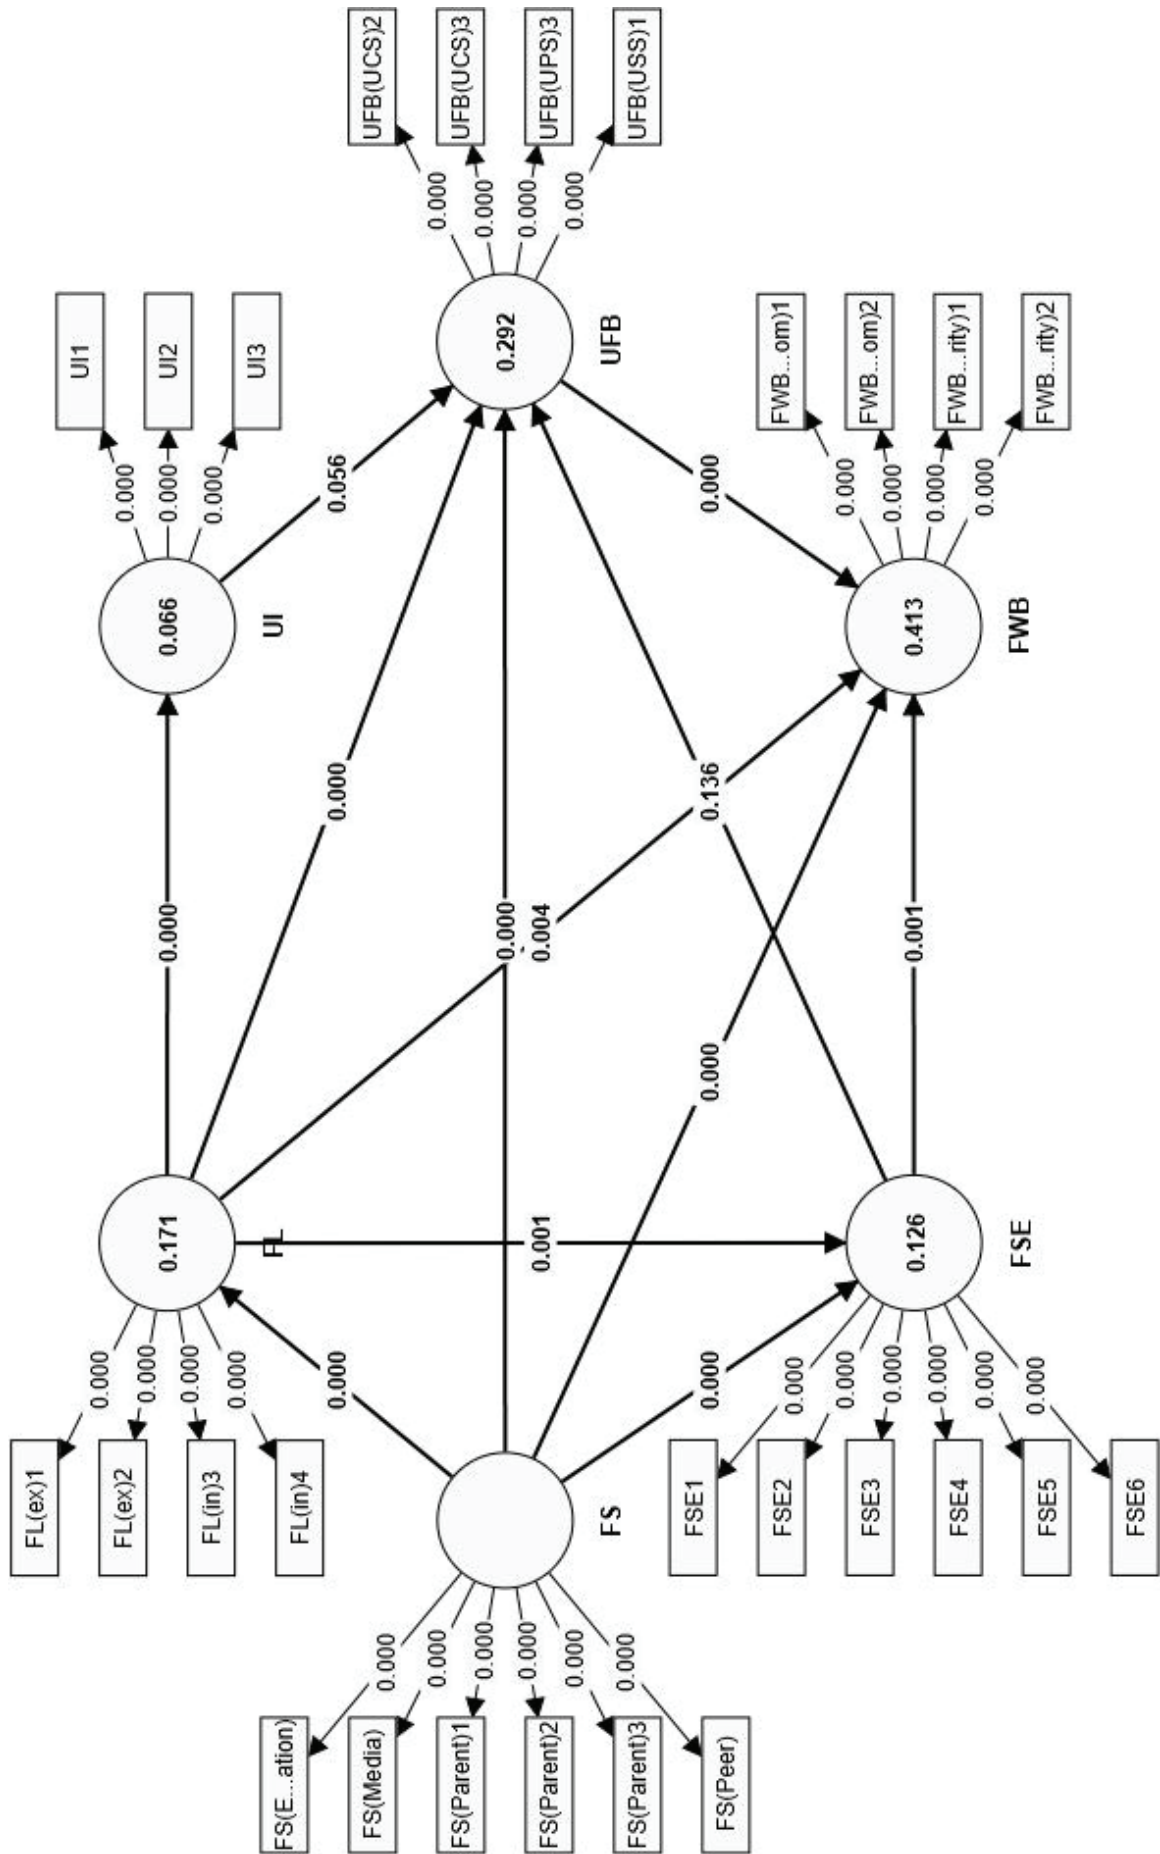 FS(E...ation)
FS(Media)
FS(Parent)1
FS(Parent)2
FS(Parent)3
FS(Peer)
0.000
0.000
0.000
0.000
0.000
0.000
FS
FL(ex)1
FL(ex)2
FL(in)3
FL(in)4
0.000
0.000
0.000
0.000
0.171
FL
FSE1
FSE2
FSE3
FSE4
FSE5
FSE6
0.000
0.000
0.000
0.000
0.000
0.000
0.126
FSE
0.000
0.000
0.001
0.000
0.000
0.000
0.004
0.000
0.136
0.001
UI1
UI2
UI3
0.000
0.000
0.000
0.066
UI
0.056
UFB(UCS)2
UFB(UCS)3
UFB(UPS)3
UFB(USS)1
0.000
0.000
0.000
0.000
0.292
UFB
0.000
FWB...om)1
FWB...om)2
FWB...rity)1
FWB...rity)2
0.000
0.000
0.000
0.000
0.413
FWB